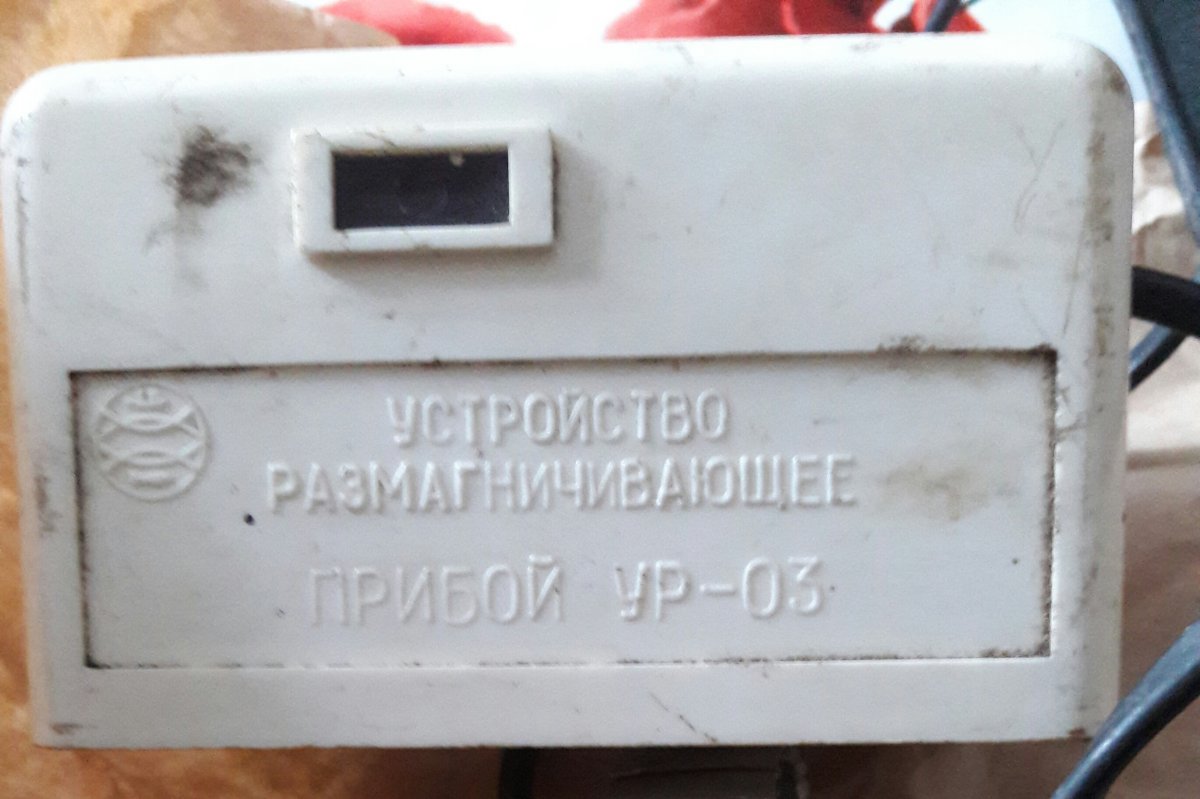 УСТРОЙСТВО
РАЗМАГНИЧИВАЮЩЕЕ
ПРИБОЙ УР-03